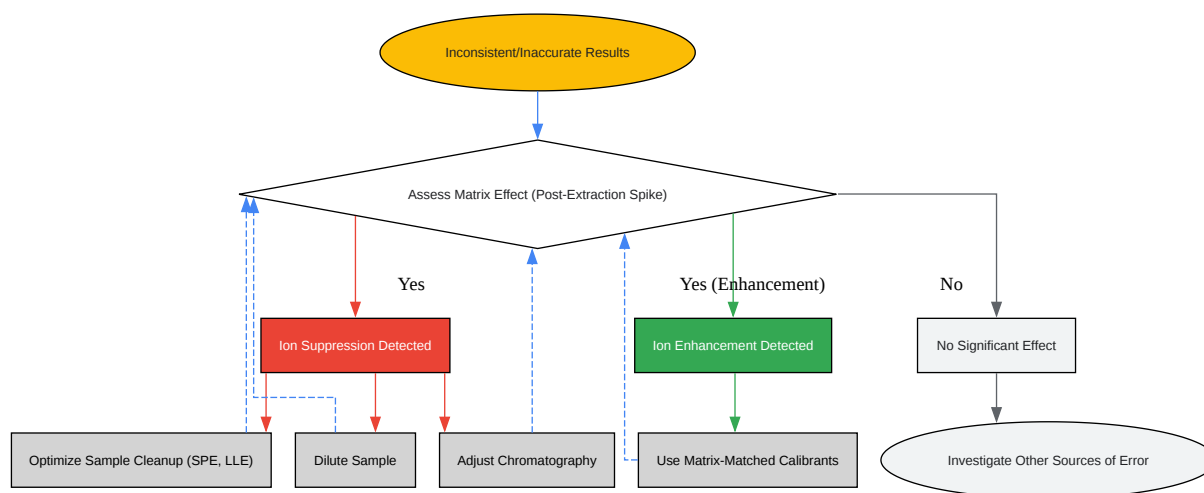 Inconsistent/Inaccurate Results
Assess Matrix Effect (Post-Extraction Spike)
Yes
Yes (Enhancement)
No
Ion Suppression Detected
Ion Enhancement Detected
No Significant Effect
Optimize Sample Cleanup (SPE, LLE)
Dilute Sample
Adjust Chromatography
Use Matrix-Matched Calibrants
Investigate Other Sources of Error